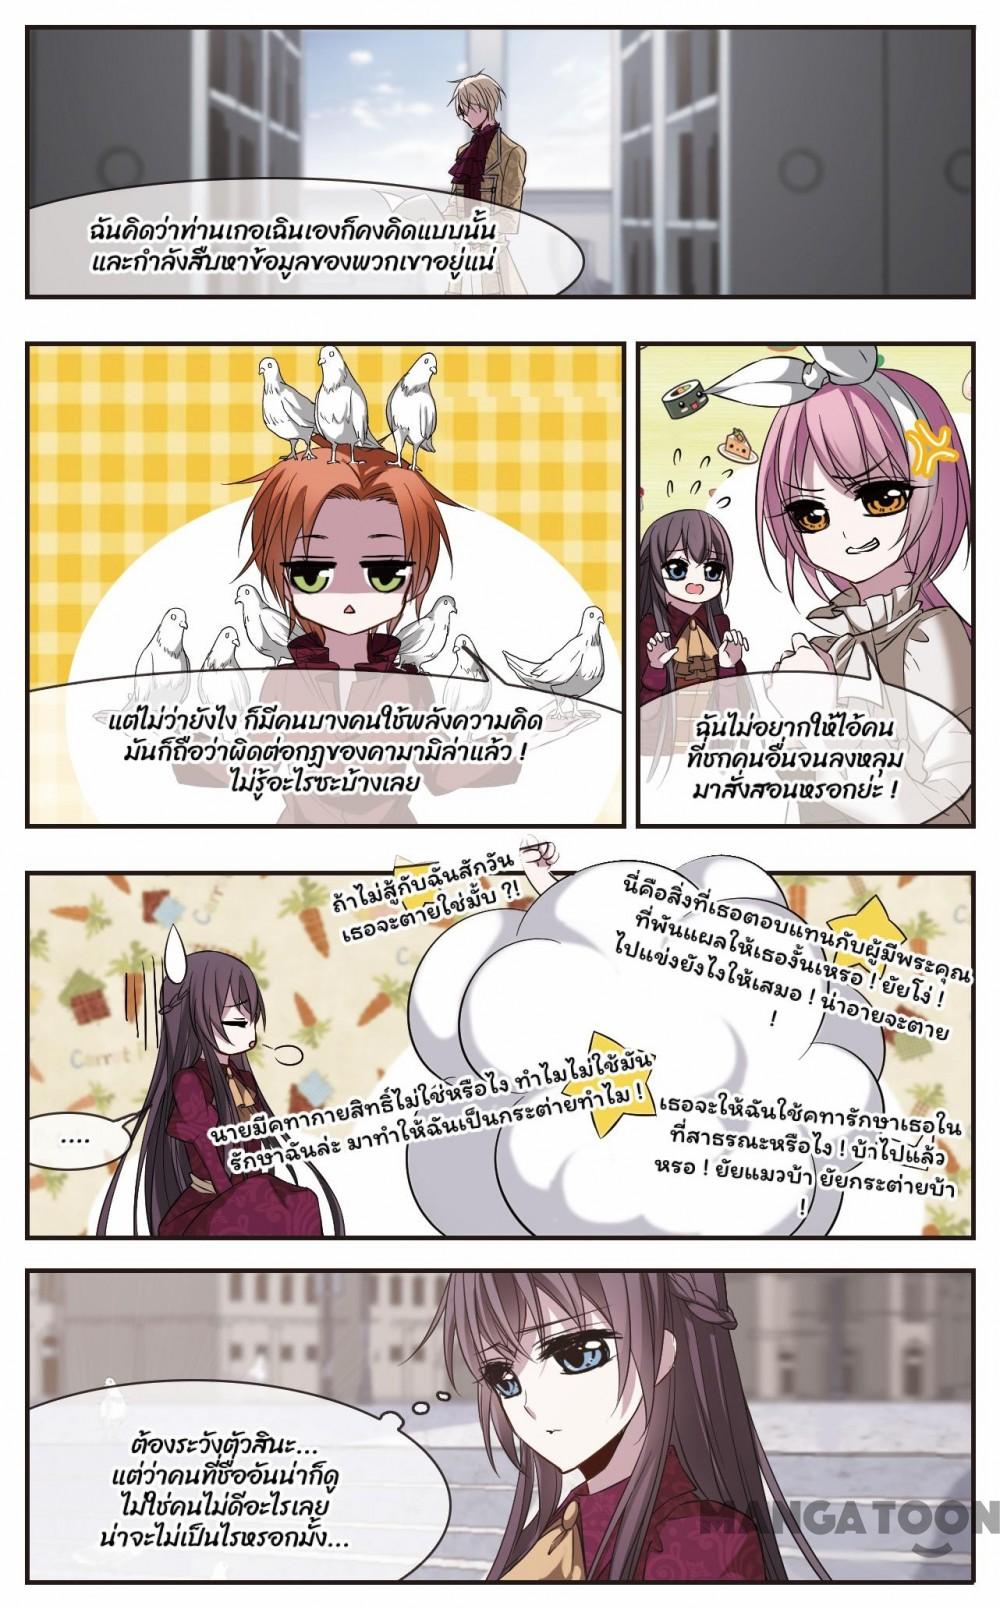 ฉันคิดว่าท่านเกอเฉินเองก็คงคิดแบบนั้น
และกำลังสืบหาข้อมูลของพวกเขาอยู่แน่
แต่ไม่ว่ายังไง ก็มีคนบางคนใช้พลังความคิด
มันก็ถือว่าผิดต่อกฎของคามามิล่าแล้ว !
ไม่รู้อะไรซะบ้างเลย
ฉันไม่อยากให้ไอ้คน
ที่ชกคนอื่นจนลงหลุม
มาสั่งสอนหรอกย่ะ !
ถ้าไม่สู้กับฉันสักวัน
เธอจะตายใช่มั้ย ?!
นี่คือสิ่งที่เธอตอบแทนกับผู้มีพระคุณ
ที่พันแผลให้เธองั้นเหรอ ! ยัยโง่ !
ไปแข่งยังไงให้เสมอ ! น่าอายจะตาย
!
นายมีคทากายสิทธิ์ไม่ใช่หรือไง ทำไมไม่ใช้มัน
รักษาฉันล่ะ มาทำให้ฉันเป็นกระต่ายทำไม !
เธอจะให้ฉันใช้คทารักษาเธอใน
ที่สาธรณะหรือไง ! บ้าไปแล้ว
หรอ ! ยัยแมวบ้า ยัยกระต่ายบ้า
!
....
ต้องระวังตัวสินะ...
แต่ว่าคนที่ชื่ออันน่าก็ดู
ไม่ใช่คนไม่ดีอะไรเลย
น่าจะไม่เป็นไรหรอกมั้ง...
MANGATOON